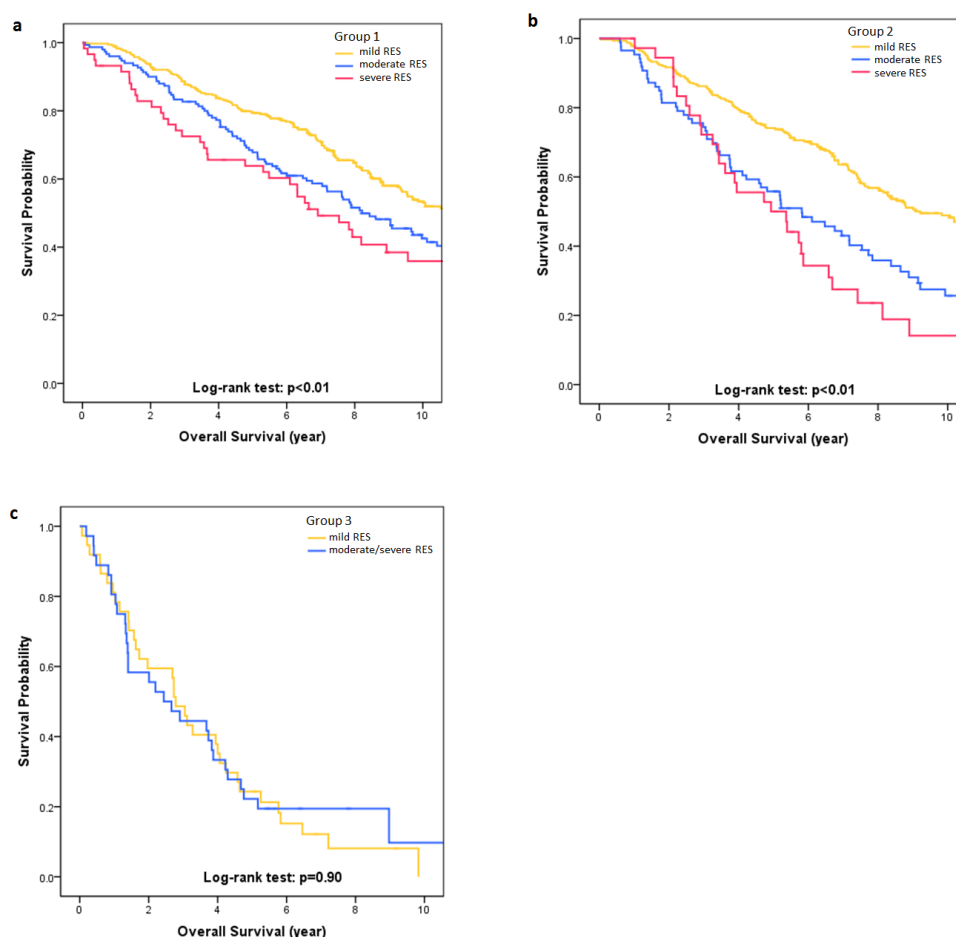 a
Group 1
mild RES
moderate RES
severe RES
1.0
0.8
0.6
0.4
0.2
0.0
Survival Probability
Log-rank test: p<0.01
0 2 4 6 8 10
Overall Survival (year)
b
Group 2
mild RES
moderate RES
severe RES
1.0
0.8
0.6
0.4
0.2
0.0
Survival Probability
Log-rank test: p<0.01
0 2 4 6 8 10
Overall Survival (year)
c
Group 3
mild RES
moderate/severe RES
1.0
0.8
0.6
0.4
0.2
0.0
Survival Probability
Log-rank test: p=0.90
0 2 4 6 8 10
Overall Survival (year)